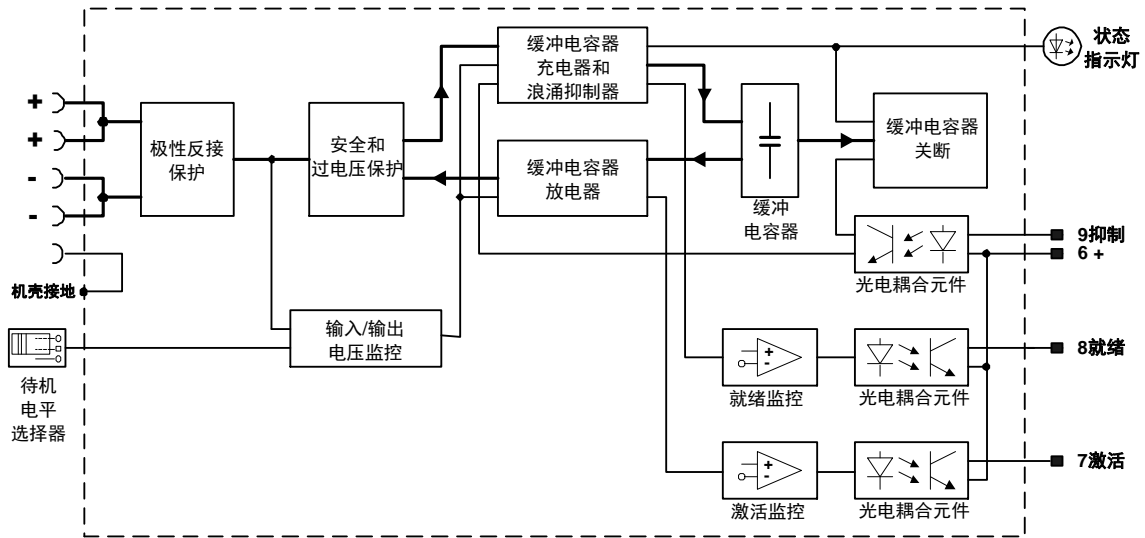 缓冲电容器
充电器和
浪涌抑制器
状态
指示灯
+
+
-
-
极性反接
保护
安全和
过电压保护
缓冲电容器
放电器
缓冲
电容器
缓冲电容器
关断
9抑制
6 +
光电耦合元件
机壳接地
输入/输出
电压监控
待机
电平
选择器
+
-
就绪监控
光电耦合元件
8就绪
+
-
激活监控
光电耦合元件
7激活